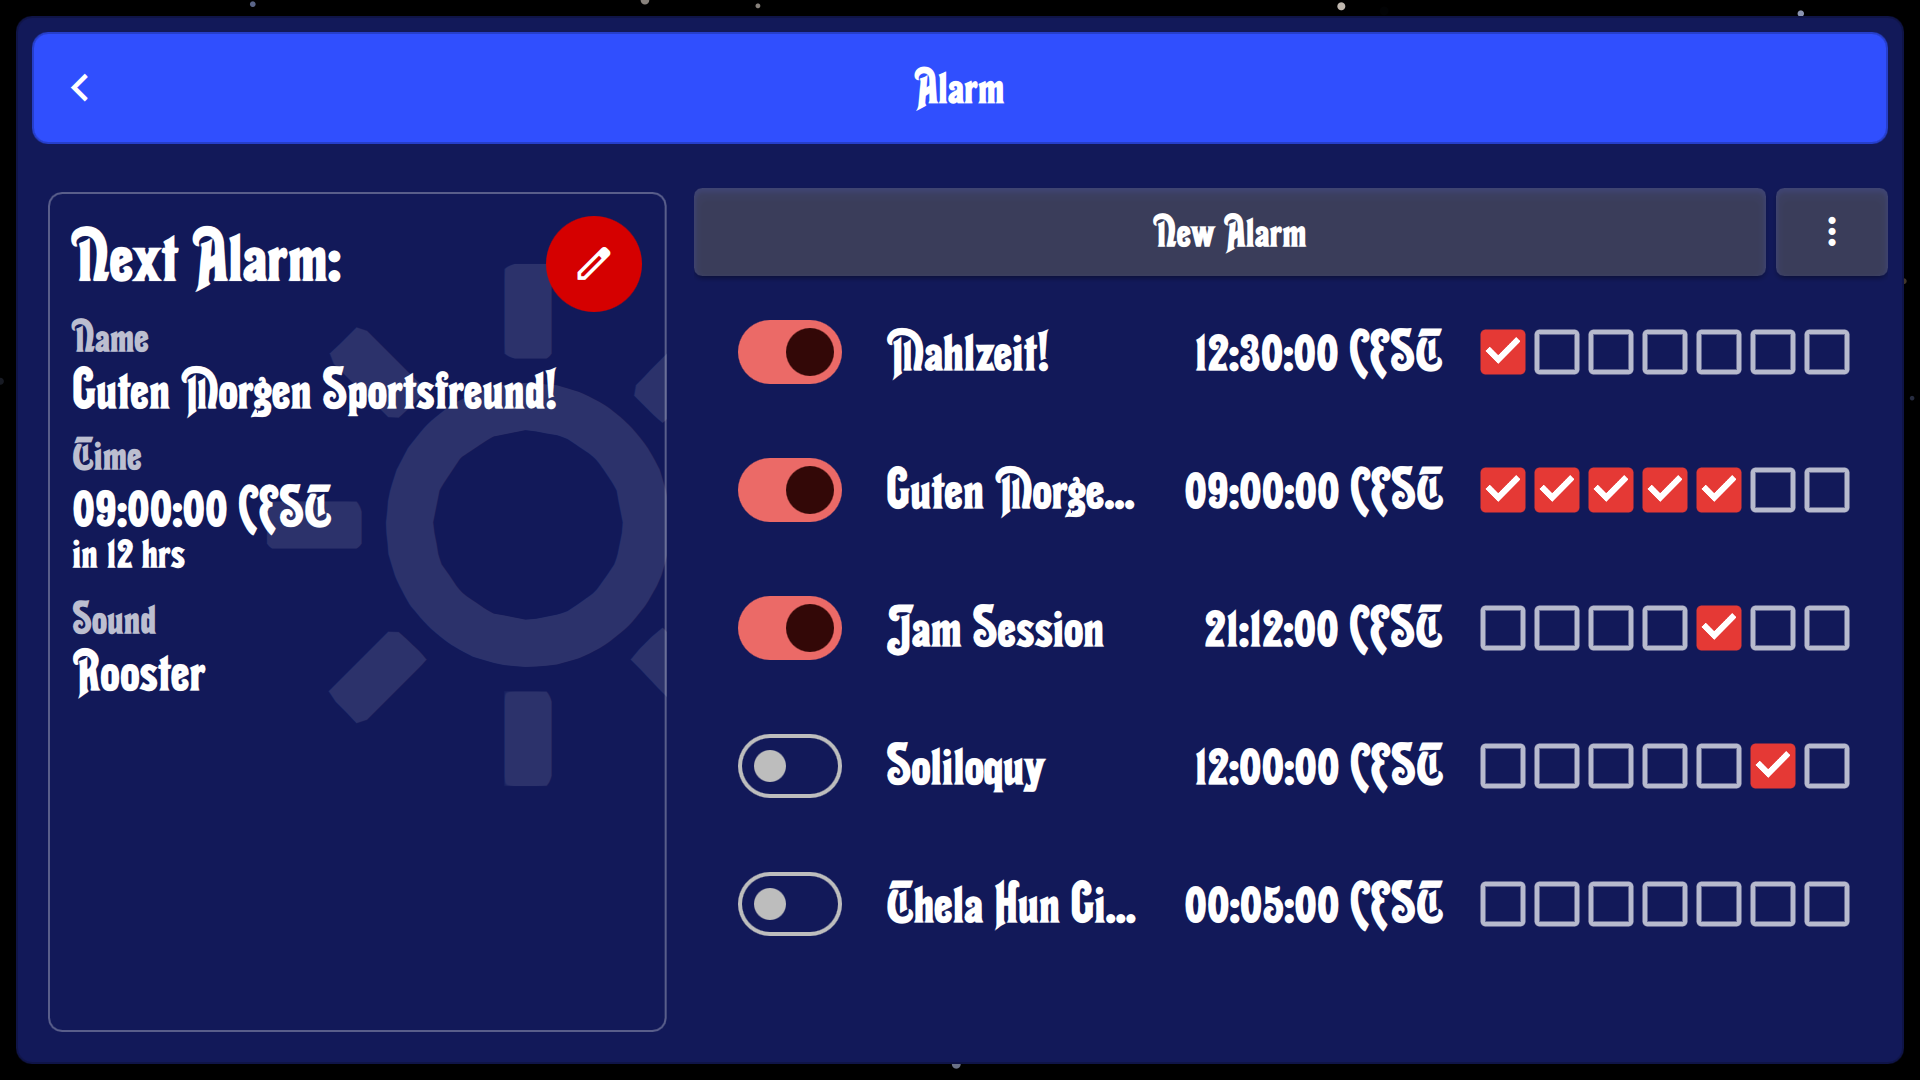 Alarm
Next Alarm:
Name
Guten Morgen Sportsfreund!
Time
09:00:00 CEST
in 12 hrs
Sound
Rooster
New Alarm
Mahlzeit! 12:30:00 CEST
Guten Morge... 09:00:00 CEST
Jam Session 21:12:00 CEST
Soliloquy 12:00:00 CEST
Thela Hun Gi... 00:05:00 CEST